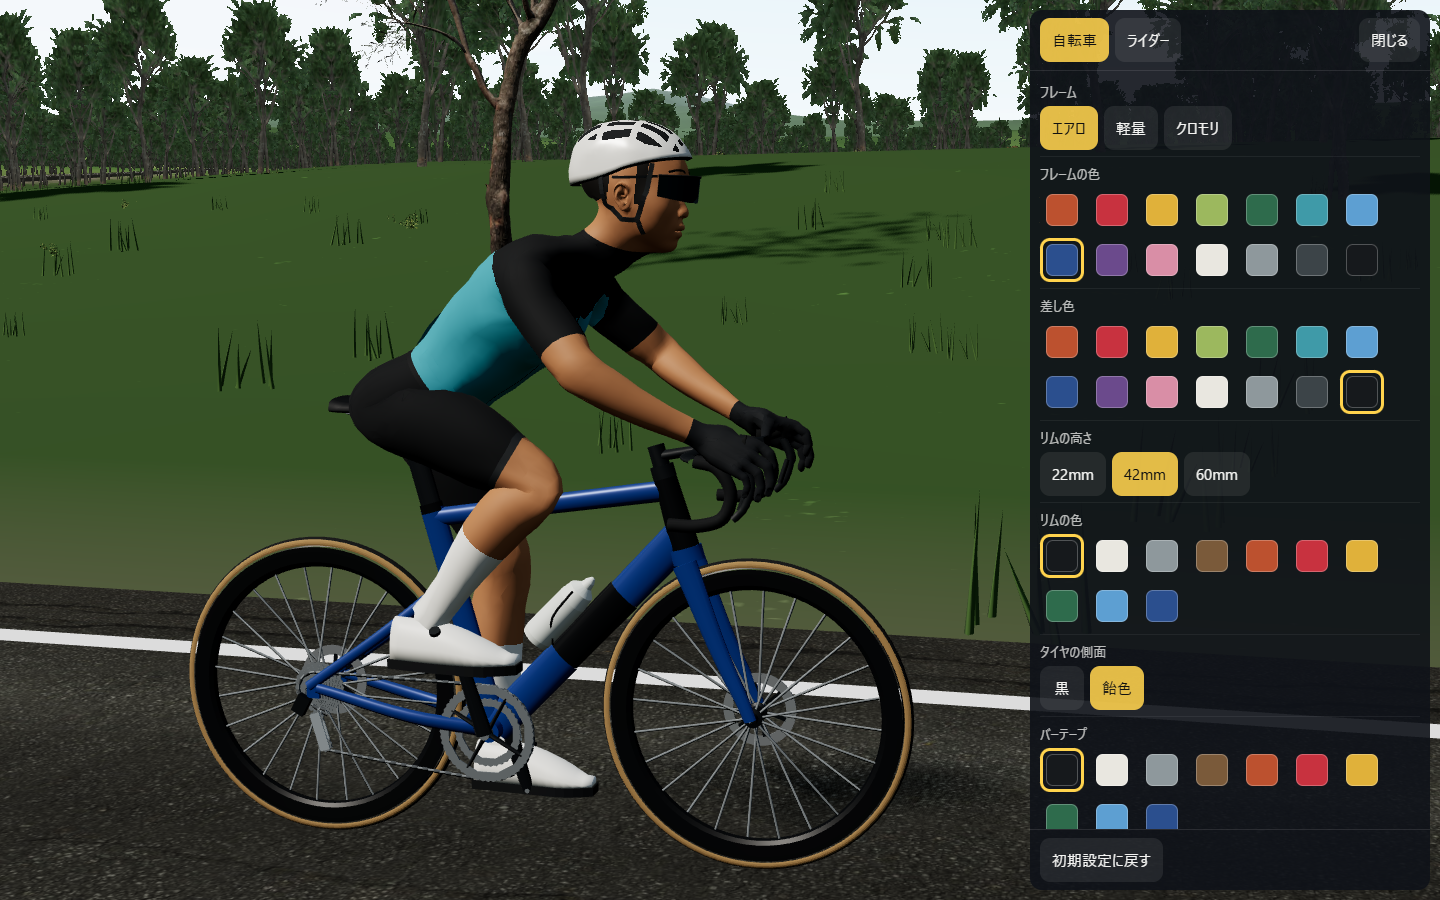 自転車 ライダー 閉じる
フレーム
エアロ 軽量 クロモリ
フレームの色
差し色
リムの高さ
22mm 42mm 60mm
リムの色
タイヤの側面
黒 飴色
バーテープ
初期設定に戻す